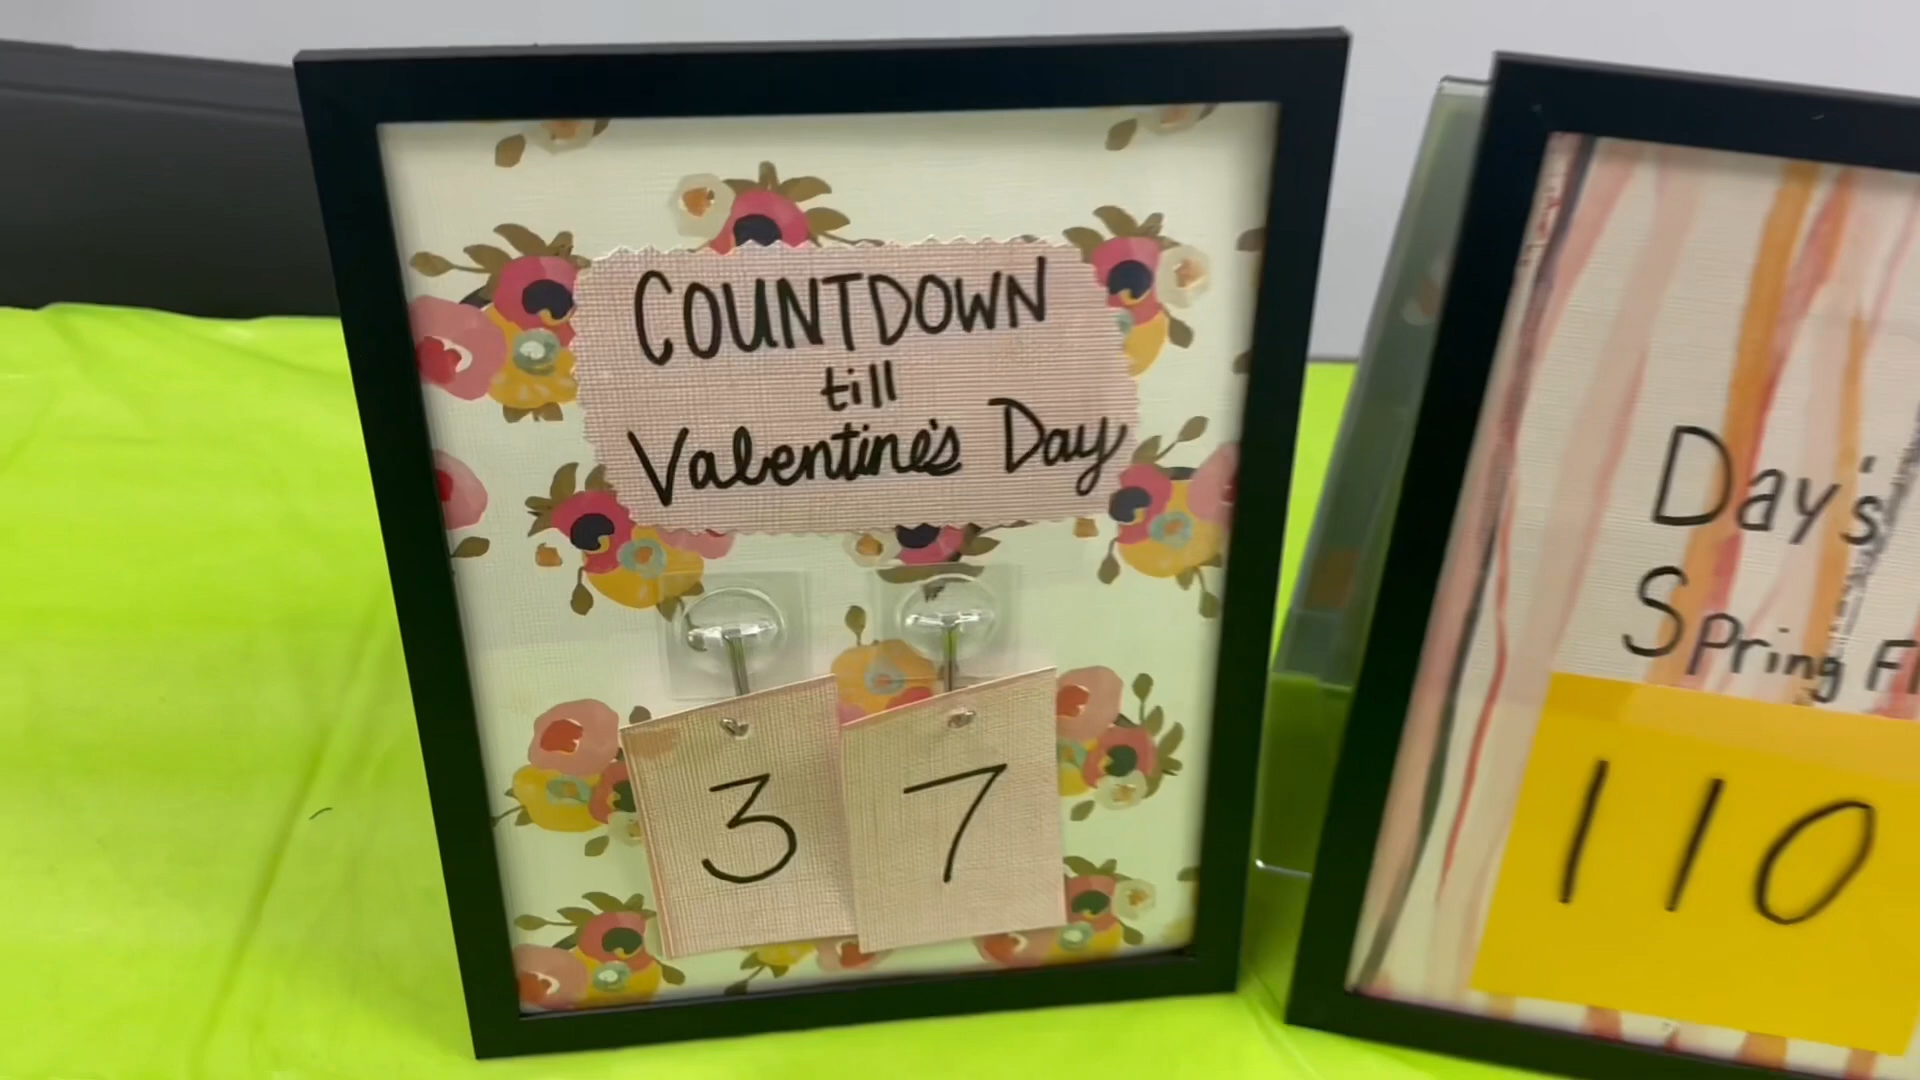 COUNTDOWN
till
Valentine's Day
3 7
Day's
Spring
110